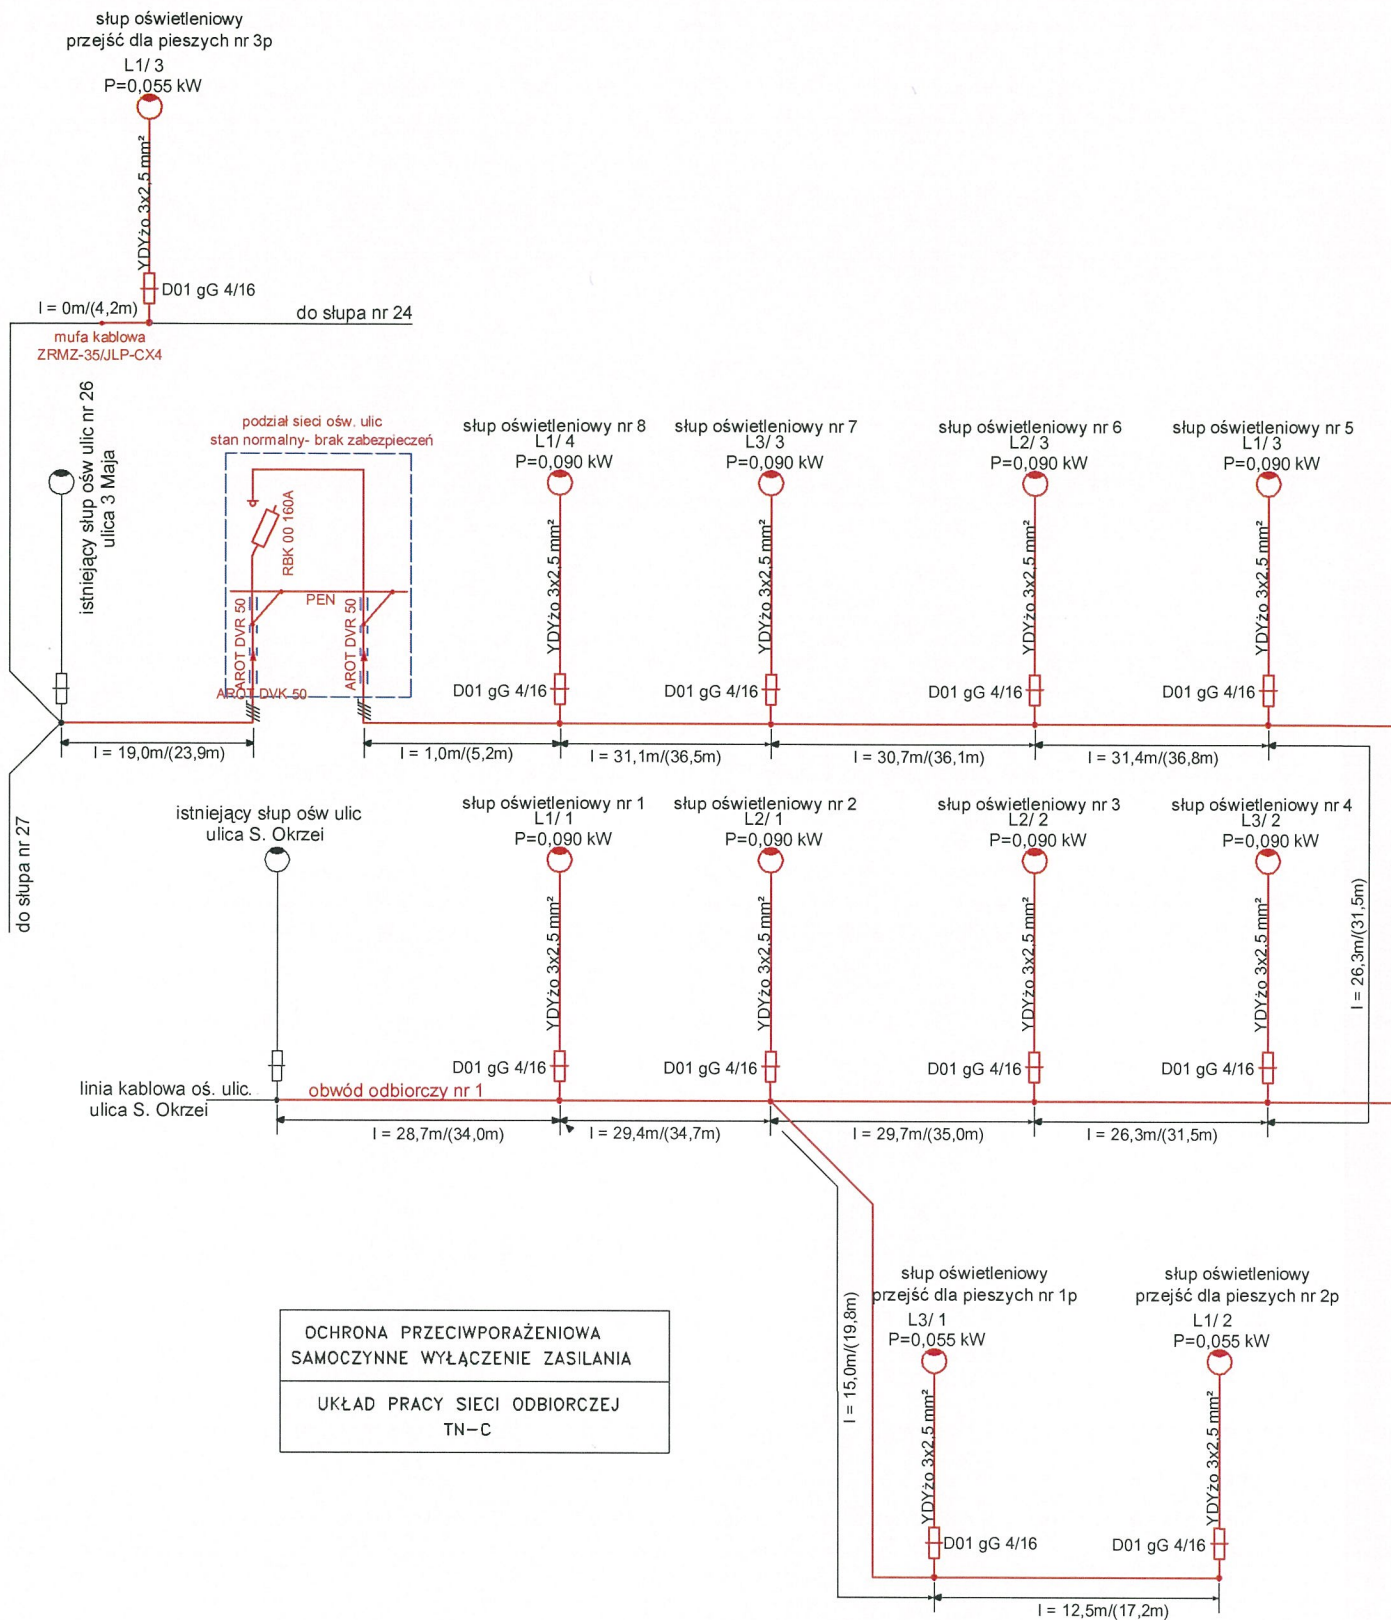 słup oświetleniowy
przejść dla pieszych nr 3p
L1/ 3
P=0,055 kW
YDYżo 3x2,5 mm²
D01 gG 4/16
l = 0m/(4,2m)
do słupa nr 24
mufa kablowa
ZRMZ-35/JLP-CX4
istniejący słup ośw ulic nr 26
ulica 3 Maja
podział sieci ośw. ulic
stan normalny- brak zabezpieczeń
RBK 00 160A
PEN
AROT DVR 50
AROT DVR 50
AROT DVK 50
słup oświetleniowy nr 8
L1/ 4
P=0,090 kW
YDYżo 3x2,5 mm²
D01 gG 4/16
słup oświetleniowy nr 7
L3/ 3
P=0,090 kW
YDYżo 3x2,5 mm²
D01 gG 4/16
słup oświetleniowy nr 6
L2/ 3
P=0,090 kW
YDYżo 3x2,5 mm²
D01 gG 4/16
słup oświetleniowy nr 5
L1/ 3
P=0,090 kW
YDYżo 3x2,5 mm²
D01 gG 4/16
l = 19,0m/(23,9m)
l = 1,0m/(5,2m)
l = 31,1m/(36,5m)
l = 30,7m/(36,1m)
l = 31,4m/(36,8m)
do słupa nr 27
istniejący słup ośw ulic
ulica S. Okrzei
słup oświetleniowy nr 1
L1/ 1
P=0,090 kW
YDYżo 3x2,5 mm²
D01 gG 4/16
słup oświetleniowy nr 2
L2/ 1
P=0,090 kW
YDYżo 3x2,5 mm²
D01 gG 4/16
słup oświetleniowy nr 3
L2/ 2
P=0,090 kW
YDYżo 3x2,5 mm²
D01 gG 4/16
słup oświetleniowy nr 4
L3/ 2
P=0,090 kW
YDYżo 3x2,5 mm²
D01 gG 4/16
l = 26,3m/(31,5m)
linia kablowa oś. ulic.
ulica S. Okrzei
obwód odbiorczy nr 1
l = 28,7m/(34,0m)
l = 29,4m/(34,7m)
l = 29,7m/(35,0m)
l = 26,3m/(31,5m)
l = 15,0m/(19,8m)
słup oświetleniowy
przejść dla pieszych nr 1p
L3/ 1
P=0,055 kW
YDYżo 3x2,5 mm²
D01 gG 4/16
słup oświetleniowy
przejść dla pieszych nr 2p
L1/ 2
P=0,055 kW
YDYżo 3x2,5 mm²
D01 gG 4/16
l = 12,5m/(17,2m)
OCHRONA PRZECIWPORAŻENIOWA
SAMOCZYNNE WYŁĄCZENIE ZASILANIA
UKŁAD PRACY SIECI ODBIORCZEJ
TN-C